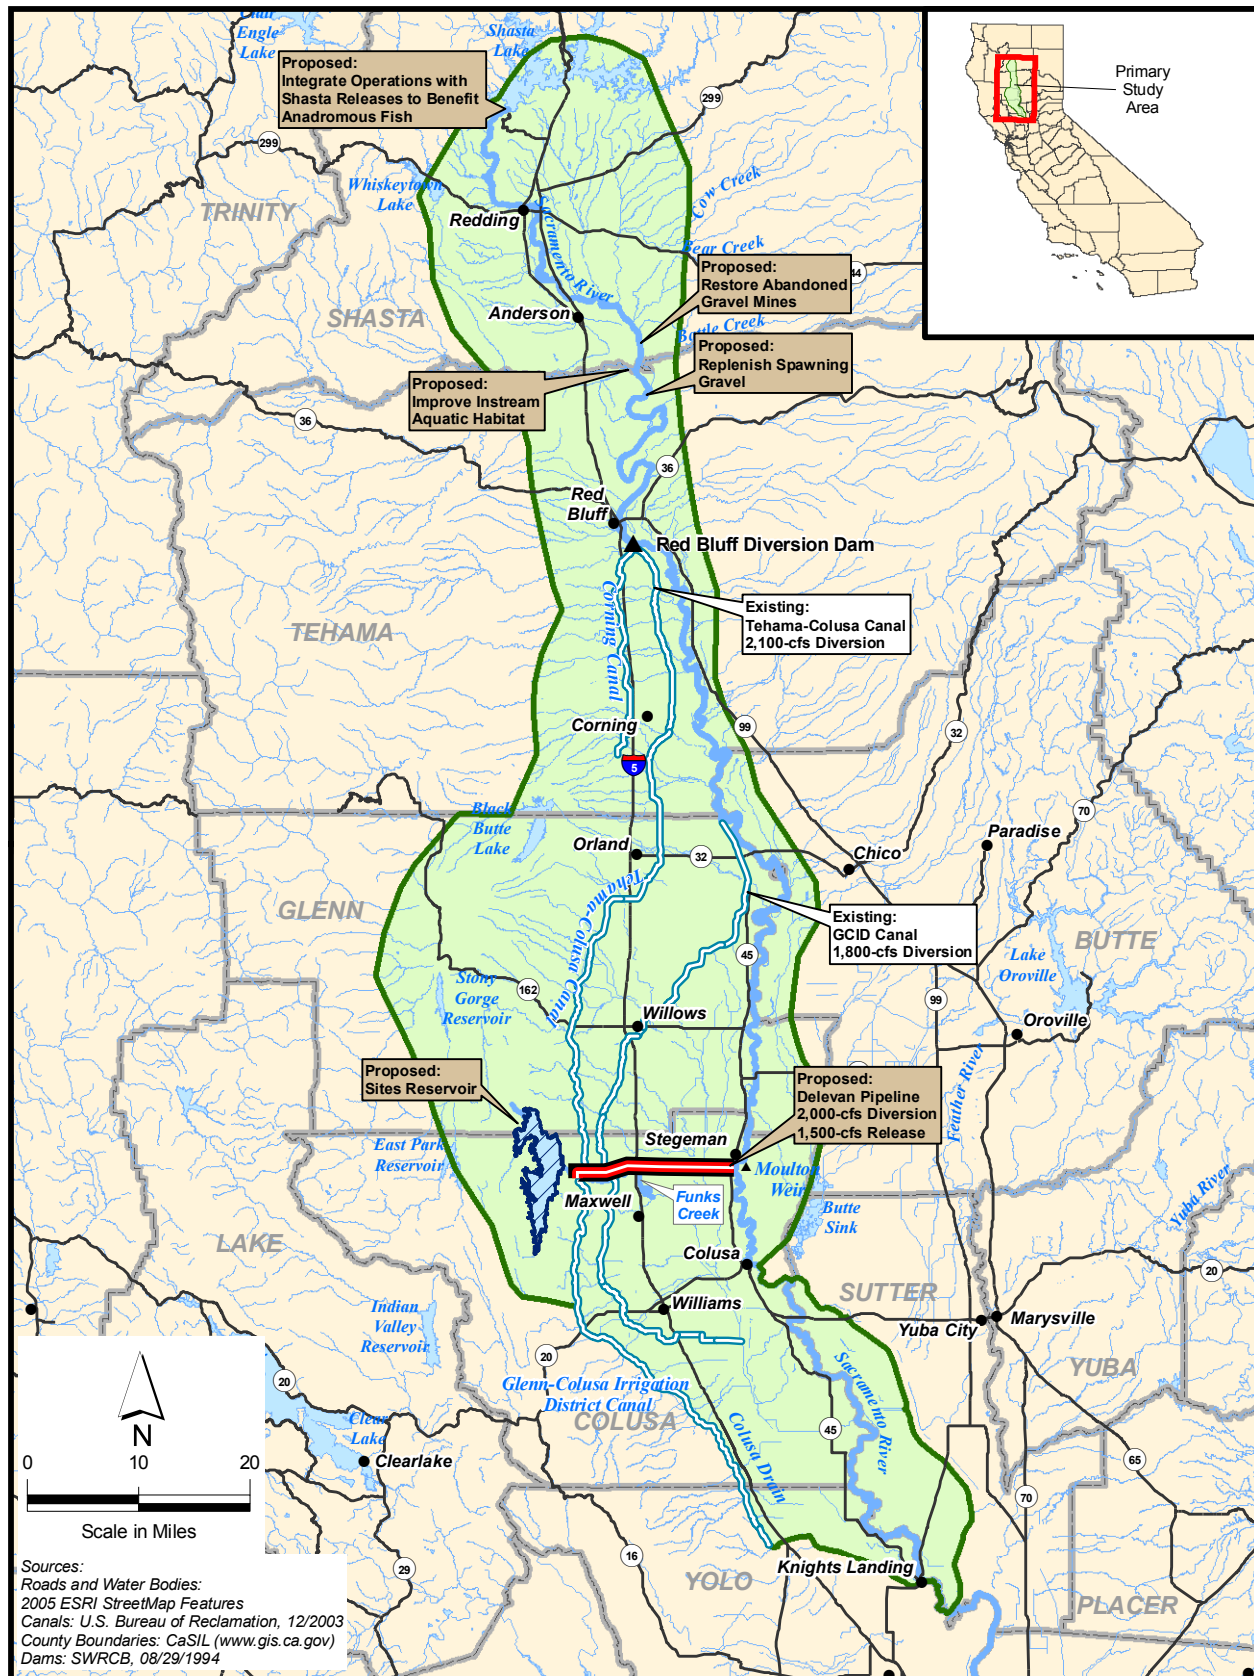 Clair
Engle
Lake
Shasta
Lake
Proposed:
Integrate Operations with
Shasta Releases to Benefit
Anadromous Fish
Primary
Study
Area
299
299
Whiskeytown
Lake
TRINITY
Cow Creek
Redding
Sacramento River
Bear Creek
Proposed:
Restore Abandoned
Gravel Mines
44
SHASTA
Anderson
Battle Creek
Proposed:
Replenish Spawning
Gravel
Proposed:
Improve Instream
Aquatic Habitat
36
36
Red
Bluff
Red Bluff Diversion Dam
Corning Canal
Existing:
Tehama-Colusa Canal
2,100-cfs Diversion
TEHAMA
Corning
99
32
5
Black
Butte
Lake
70
Paradise
Orland
32
Chico
Tehama-Colusa Canal
GLENN
Existing:
GCID Canal
1,800-cfs Diversion
BUTTE
Lake
Oroville
45
Stony
Gorge
Reservoir
162
99
Willows
Oroville
Feather River
Proposed:
Sites Reservoir
Proposed:
Delevan Pipeline
2,000-cfs Diversion
1,500-cfs Release
East Park
Reservoir
Stegeman
Moulton
Weir
Maxwell
Funks
Creek
Butte
Sink
Yuba River
LAKE
Colusa
20
SUTTER
Indian
Valley
Reservoir
Williams
Yuba City
Marysville
20
Sacramento River
YUBA
N
20
Glenn-Colusa Irrigation
District Canal
COLUSA
Clear
Lake
Clearlake
Colusa Drain
45
65
0
10
20
Scale in Miles
70
16
29
YOLO
Knights Landing
PLACER
Sources:
Roads and Water Bodies:
2005 ESRI StreetMap Features
Canals: U.S. Bureau of Reclamation, 12/2003
County Boundaries: CaSIL (www.gis.ca.gov)
Dams: SWRCB, 08/29/1994